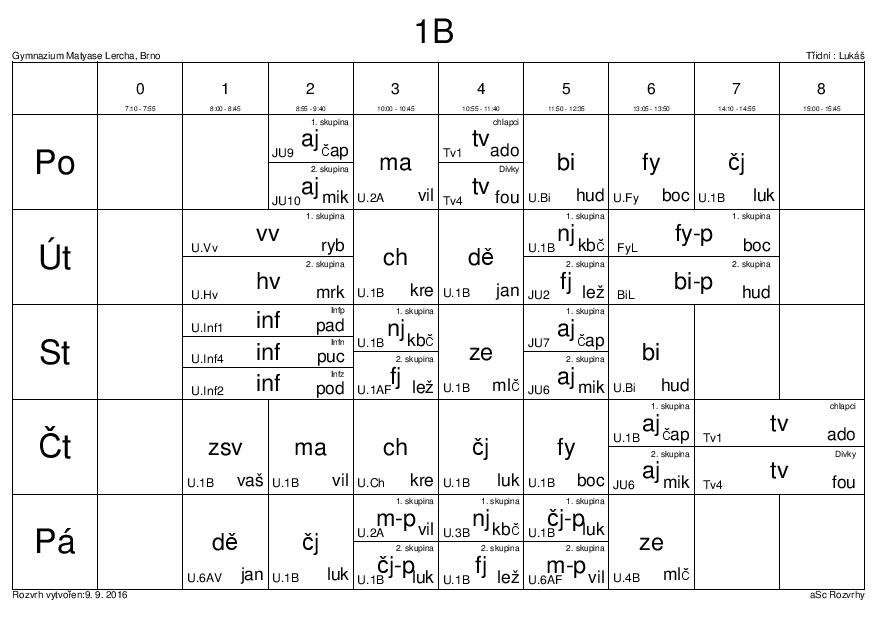 1B
Gymnazium Matyase Lercha, Brno
Třídní : Lukáš
0 1 2 3 4 5 6 7 8
7:10 - 7:55 8:00 - 8:45 8:55 - 9:40 10:00 - 10:45 10:55 - 11:40 11:50 - 12:35 13:05 - 13:50 14:10 - 14:55 15:00 - 15:45
Po
1. skupina
aj
JU9 Čap
2. skupina
aj
JU10 mik
ma
U.2A vil
chlapci
tv
Tv1 ado
Dívky
tv
Tv4 fou
bi
U.Bi hud
fy
U.Fy boc
čj
U.1B luk
Út
1. skupina
vv
U.Vv ryb
2. skupina
hv
U.Hv mrk
ch
U.1B kre
dě
U.1B jan
1. skupina
nj
U.1B kbč
2. skupina
fj
JU2 lež
1. skupina
fy-p
FyL boc
2. skupina
bi-p
BiL hud
St
Infp
inf
U.Inf1 pad
Infn
inf
U.Inf4 puc
Infz
inf
U.Inf2 pod
1. skupina
nj
U.1B kbč
2. skupina
fj
U.1AF lež
ze
U.1B mlč
1. skupina
aj
JU7 Čap
2. skupina
aj
JU6 mik
bi
U.Bi hud
Čt
zsv
U.1B vaš
ma
U.1B vil
ch
U.Ch kre
čj
U.1B luk
fy
U.1B boc
1. skupina
aj
U.1B Čap
2. skupina
aj
JU6 mik
chlapci
tv
Tv1 ado
Dívky
tv
Tv4 fou
Pá
dě
U.6AV jan
čj
U.1B luk
1. skupina
m-p
U.2A vil
2. skupina
čj-p
U.1B luk
1. skupina
nj
U.3B kbč
2. skupina
fj
U.1B lež
1. skupina
čj-p
U.1B luk
2. skupina
m-p
U.6AF vil
ze
U.4B mlč
Rozvrh vytvořen:9. 9. 2016
aSc Rozvrhy